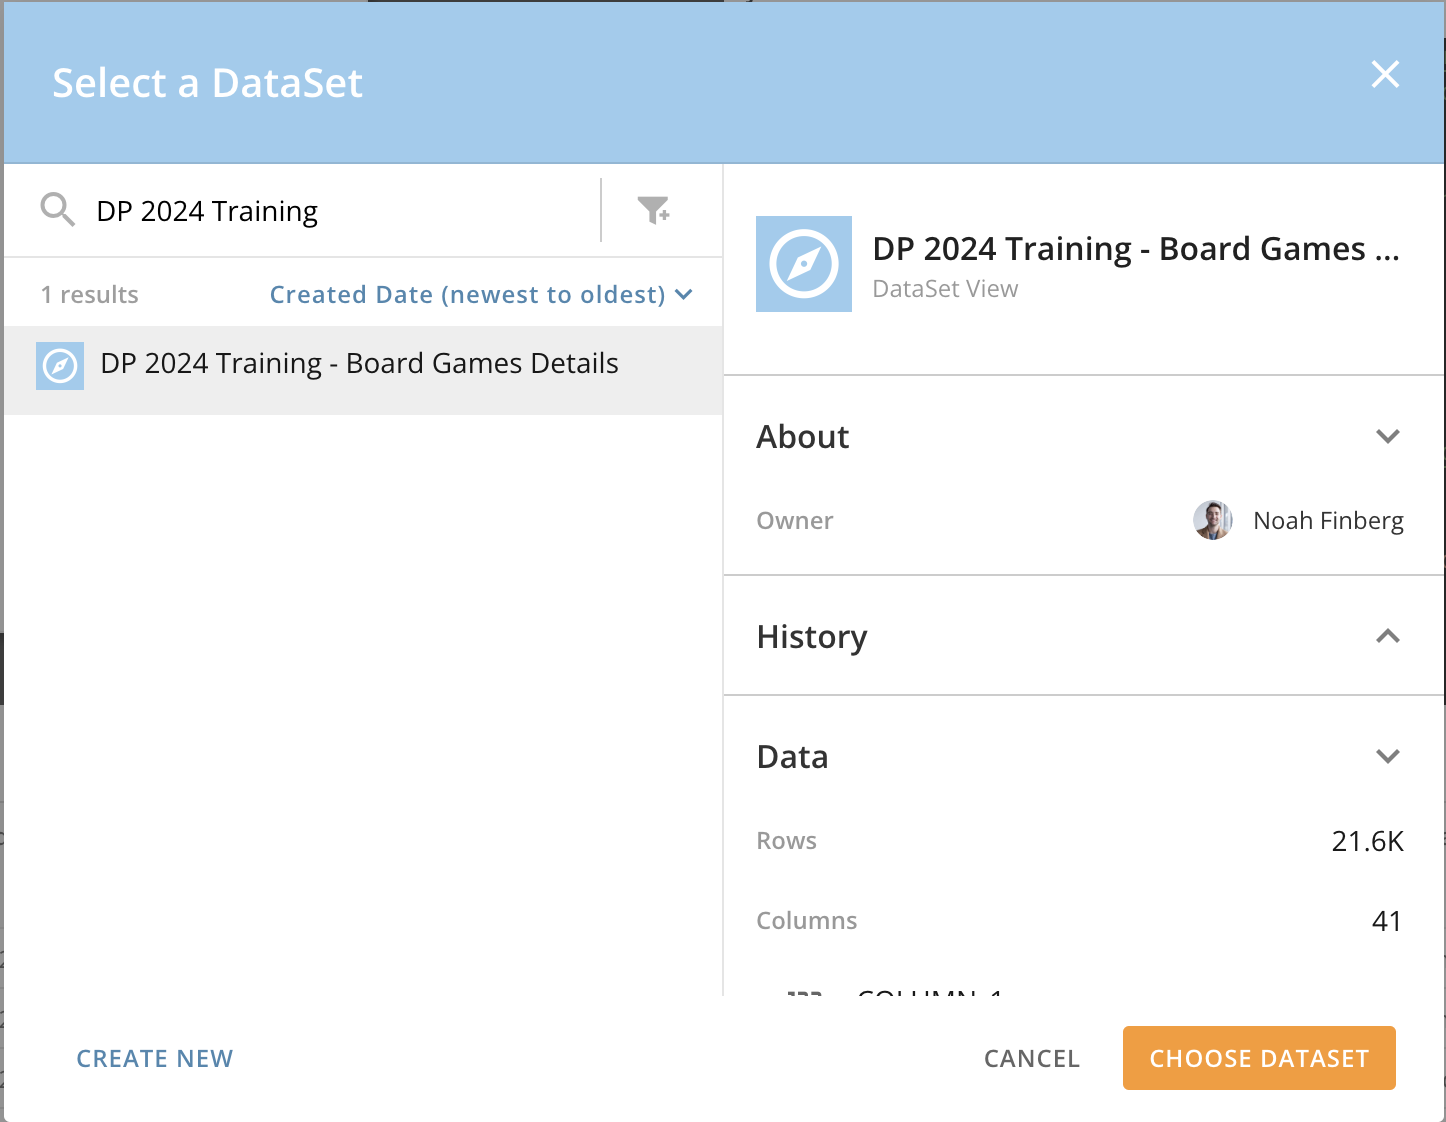 Select a DataSet
DP 2024 Training
1 results
Created Date (newest to oldest)
DP 2024 Training - Board Games Details
DP 2024 Training - Board Games ...
DataSet View
About
Owner
Noah Finberg
History
Data
Rows
21.6K
Columns
41
COLUMN_1
CREATE NEW
CANCEL
CHOOSE DATASET